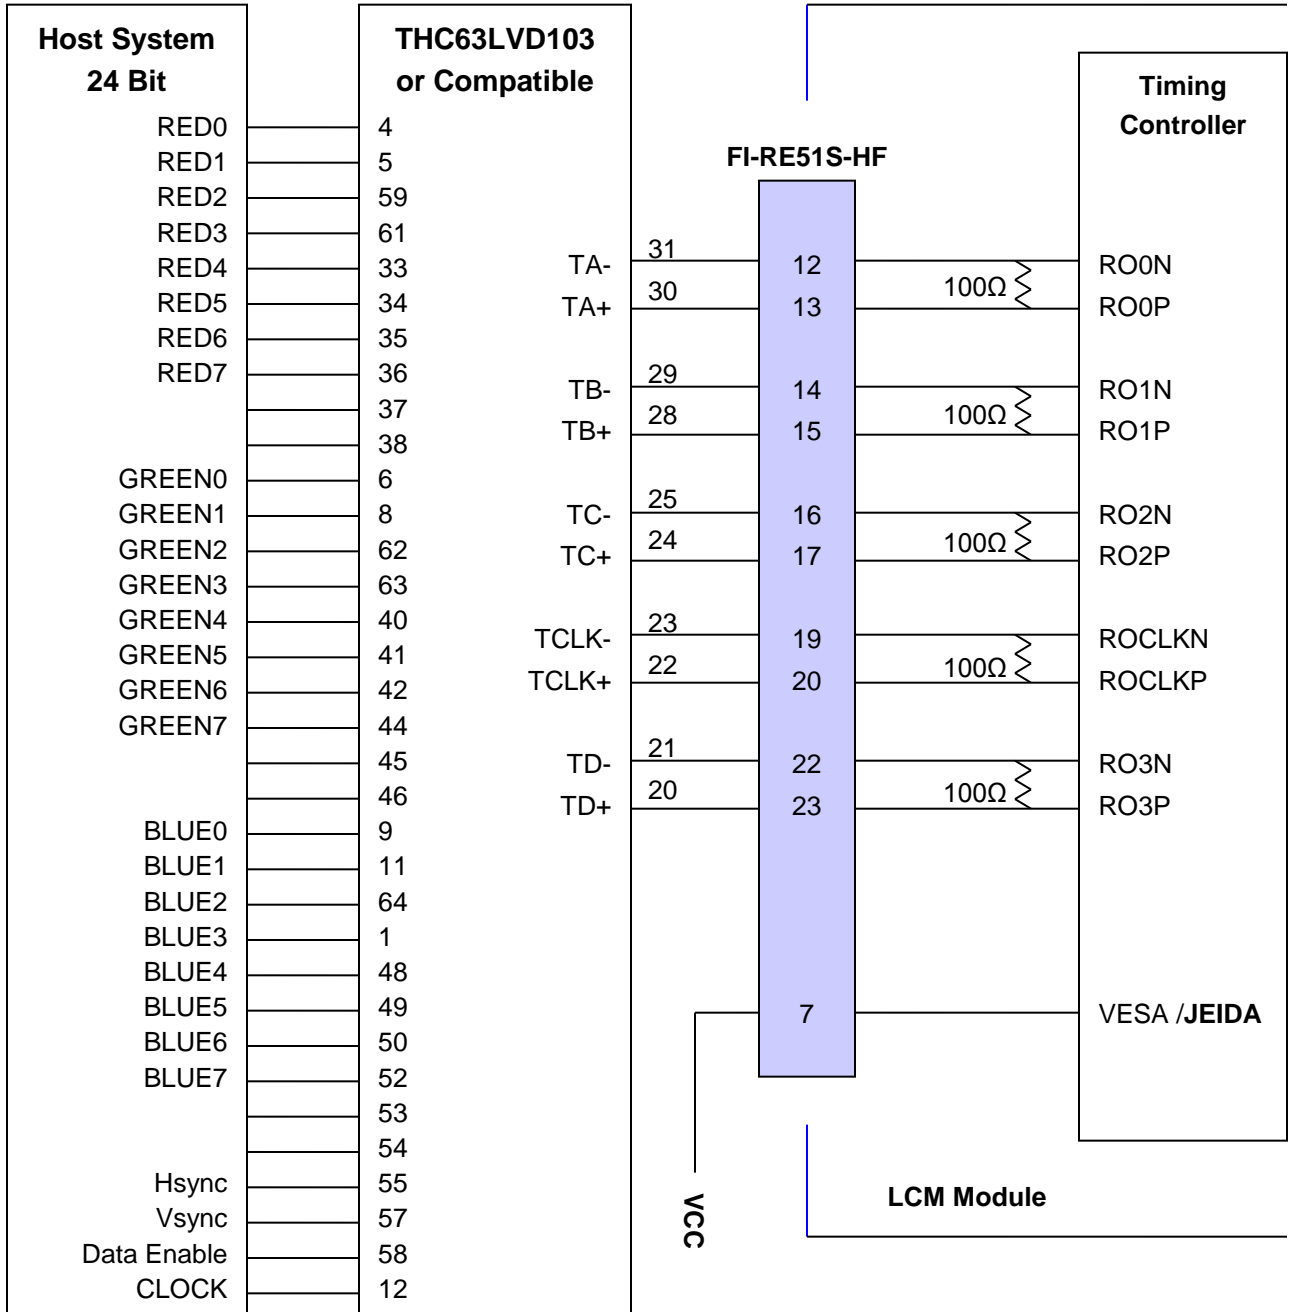 Host System
24 Bit
THC63LVD103
or Compatible
Timing
Controller
FI-RE51S-HF
RED0 4
RED1 5
RED2 59
RED3 61
RED4 33
RED5 34
RED6 35
RED7 36
37
38
GREEN0 6
GREEN1 8
GREEN2 62
GREEN3 63
GREEN4 40
GREEN5 41
GREEN6 42
GREEN7 44
45
46
BLUE0 9
BLUE1 11
BLUE2 64
BLUE3 1
BLUE4 48
BLUE5 49
BLUE6 50
BLUE7 52
53
54
Hsync 55
Vsync 57
Data Enable 58
CLOCK 12
TA- 31 12 RO0N
100Ω
TA+ 30 13 RO0P
TB- 29 14 RO1N
100Ω
TB+ 28 15 RO1P
TC- 25 16 RO2N
100Ω
TC+ 24 17 RO2P
TCLK- 23 19 ROCLKN
100Ω
TCLK+ 22 20 ROCLKP
TD- 21 22 RO3N
100Ω
TD+ 20 23 RO3P
7 VESA /JEIDA
VCC
LCM Module